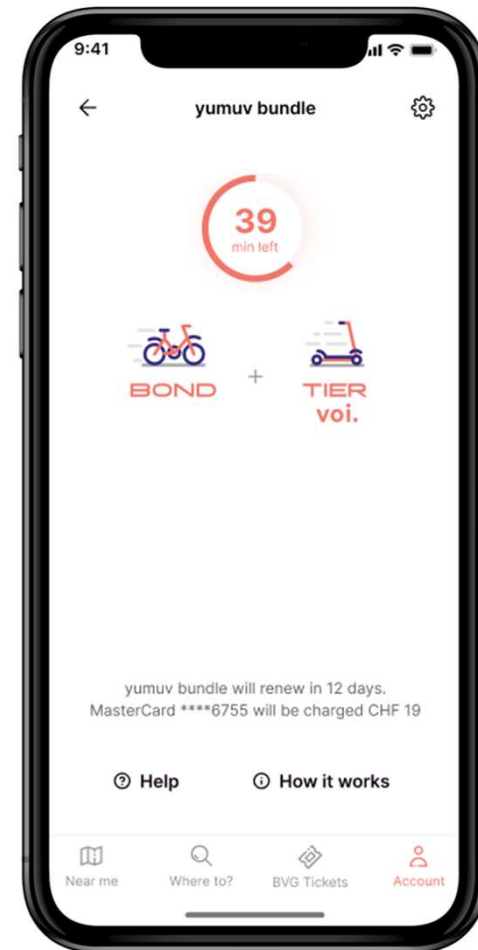 9:41
yumuv bundle
39
min left
BOND
+
TIER
voi.
yumuv bundle will renew in 12 days.
MasterCard ****6755 will be charged CHF 19
Help
How it works
Near me
Where to?
BVG Tickets
Account